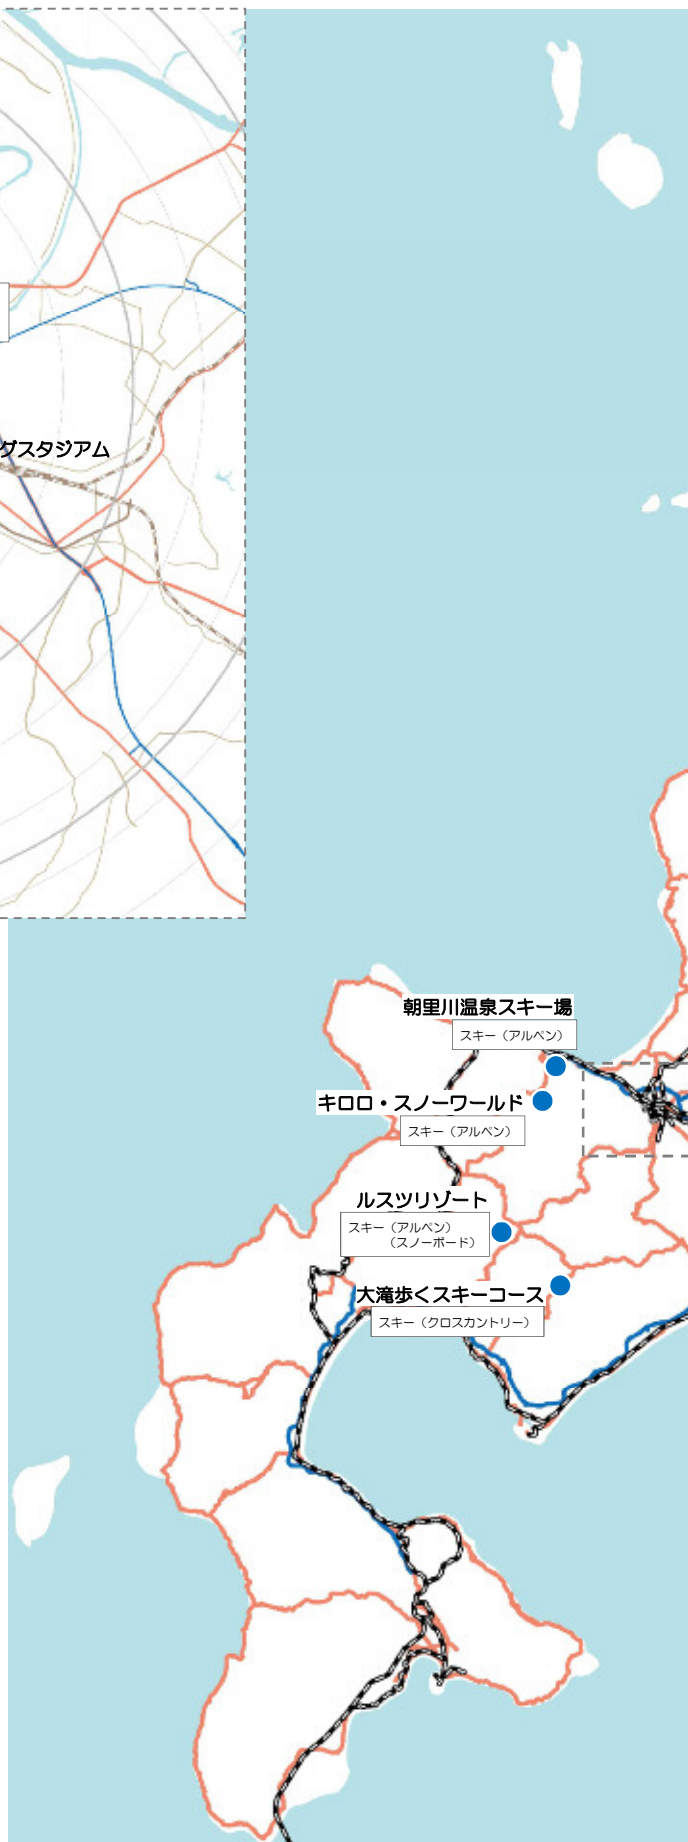 グスタジアム
朝里川温泉スキー場
スキー（アルペン）
キロロ・スノーワールド
スキー（アルペン）
ルスツリゾート
スキー（アルペン）
（スノーボード）
大滝歩くスキーコース
スキー（クロスカントリー）